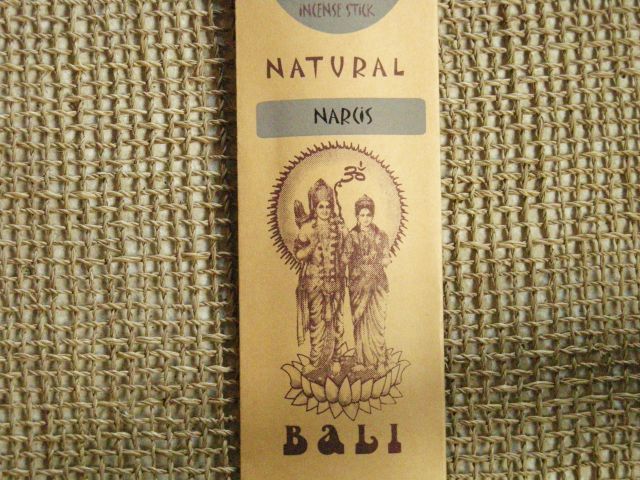 INCENSE STICK
NATURAL
NARCIS
ॐ
BALI